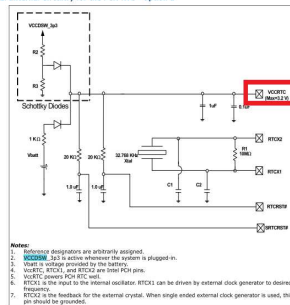 VCCDSW_3p3
R2
R3
Schottky Diodes
1 KΩ
Vbatt
20 KΩ
20 KΩ
1.0 uF
1.0 uF
32.768 KHz
Xtal
C1
C2
1uF
0.1uF
R1
10MΩ
VCCRTC
(Max=3.2 V)
RTCX2
RTCX1
RTCRST#
SRTCRST#
Notes:
1. Reference designators are arbitrarily assigned.
2. VCCDSW_3p3 is active whenever the system is plugged-in.
3. Vbatt is voltage provided by the battery.
4. VccRTC, RTCX1, and RTCX2 are Intel PCH pins.
5. VccRTC powers PCH RTC well.
6. RTCX1 is the input to the internal oscillator. RTCX1 can be driven by external clock generator to desired
frequency.
7. RTCX2 is the feedback for the external crystal. When single ended external clock generator is used, this
pin should be grounded.